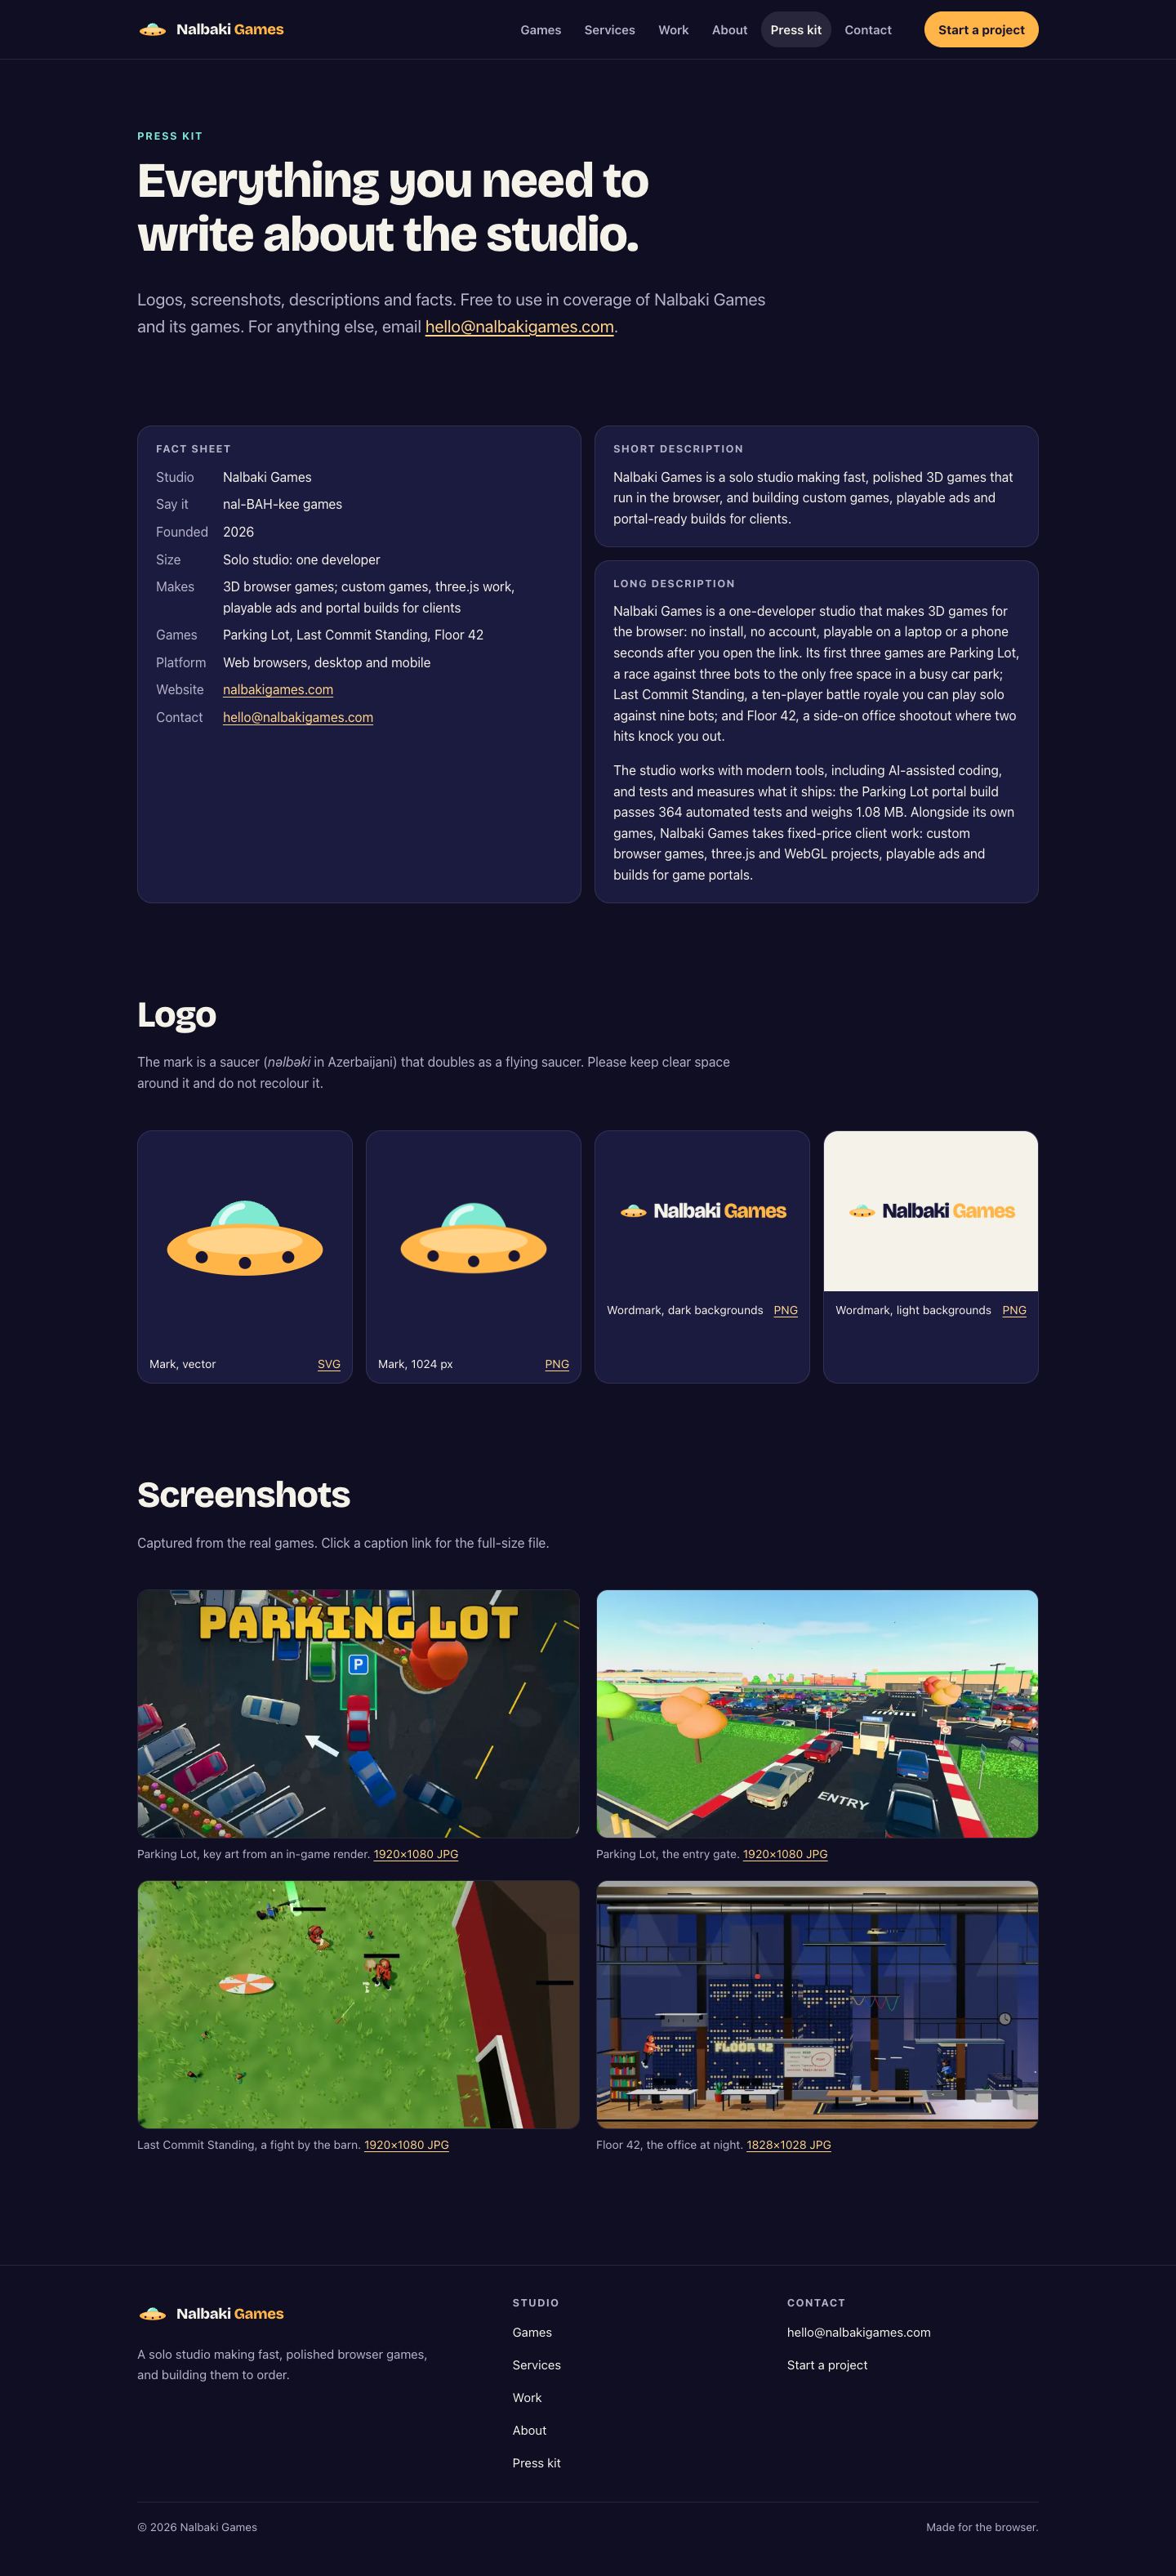 Nalbaki Games
Games
Services
Work
About
Press kit
Contact
Start a project
PRESS KIT
Everything you need to
write about the studio.
Logos, screenshots, descriptions and facts. Free to use in coverage of Nalbaki Games
and its games. For anything else, email hello@nalbakigames.com.
FACT SHEET
Studio Nalbaki Games
Say it nal-BAH-kee games
Founded 2026
Size Solo studio: one developer
Makes 3D browser games; custom games, three.js work,
playable ads and portal builds for clients
Games Parking Lot, Last Commit Standing, Floor 42
Platform Web browsers, desktop and mobile
Website nalbakigames.com
Contact hello@nalbakigames.com
SHORT DESCRIPTION
Nalbaki Games is a solo studio making fast, polished 3D games that
run in the browser, and building custom games, playable ads and
portal-ready builds for clients.
LONG DESCRIPTION
Nalbaki Games is a one-developer studio that makes 3D games for
the browser: no install, no account, playable on a laptop or a phone
seconds after you open the link. Its first three games are Parking Lot,
a race against three bots to the only free space in a busy car park;
Last Commit Standing, a ten-player battle royale you can play solo
against nine bots; and Floor 42, a side-on office shootout where two
hits knock you out.
The studio works with modern tools, including AI-assisted coding,
and tests and measures what it ships: the Parking Lot portal build
passes 364 automated tests and weighs 1.08 MB. Alongside its own
games, Nalbaki Games takes fixed-price client work: custom
browser games, three.js and WebGL projects, playable ads and
builds for game portals.
Logo
The mark is a saucer (nəlbəki in Azerbaijani) that doubles as a flying saucer. Please keep clear space
around it and do not recolour it.
Mark, vector SVG
Mark, 1024 px PNG
Nalbaki Games
Wordmark, dark backgrounds PNG
Nalbaki Games
Wordmark, light backgrounds PNG
Screenshots
Captured from the real games. Click a caption link for the full-size file.
PARKING LOT
P
Parking Lot, key art from an in-game render. 1920×1080 JPG
ENTRY
Parking Lot, the entry gate. 1920×1080 JPG
Last Commit Standing, a fight by the barn. 1920×1080 JPG
FLOOR 42
Floor 42, the office at night. 1828×1028 JPG
Nalbaki Games
A solo studio making fast, polished browser games,
and building them to order.
STUDIO
Games
Services
Work
About
Press kit
CONTACT
hello@nalbakigames.com
Start a project
© 2026 Nalbaki Games
Made for the browser.